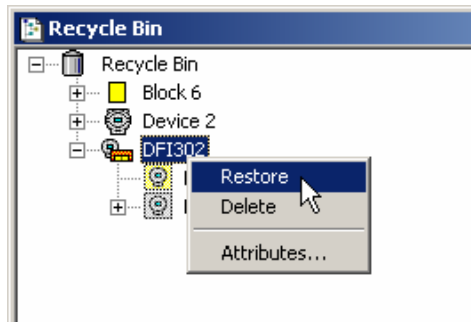 Recycle Bin
Recycle Bin
Block 6
Device 2
DFI302
Restore
Delete
Attributes...